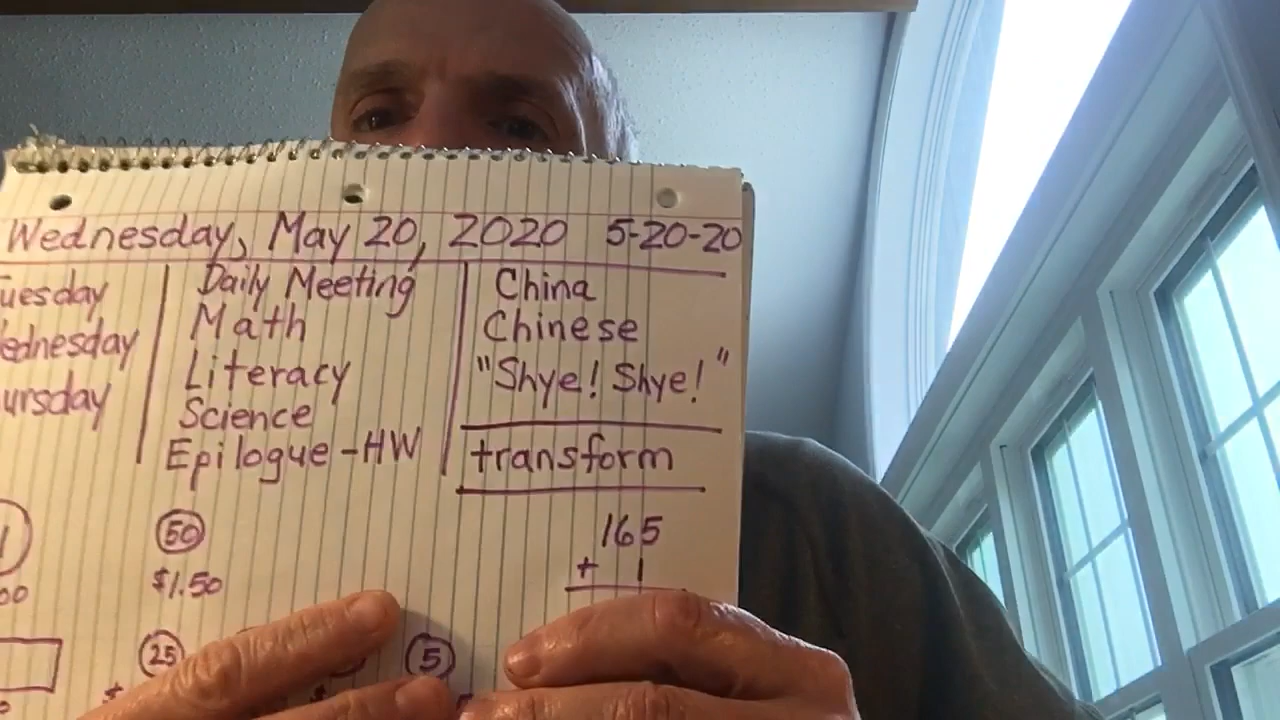 Wednesday, May 20, 2020 5-20-20
uesday
ednesday
ursday
Daily Meeting
Math
Literacy
Science
Epilogue-HW
China
Chinese
"Shye! Shye!"
transform
50
$1.50
165
+ 1
25
$
5